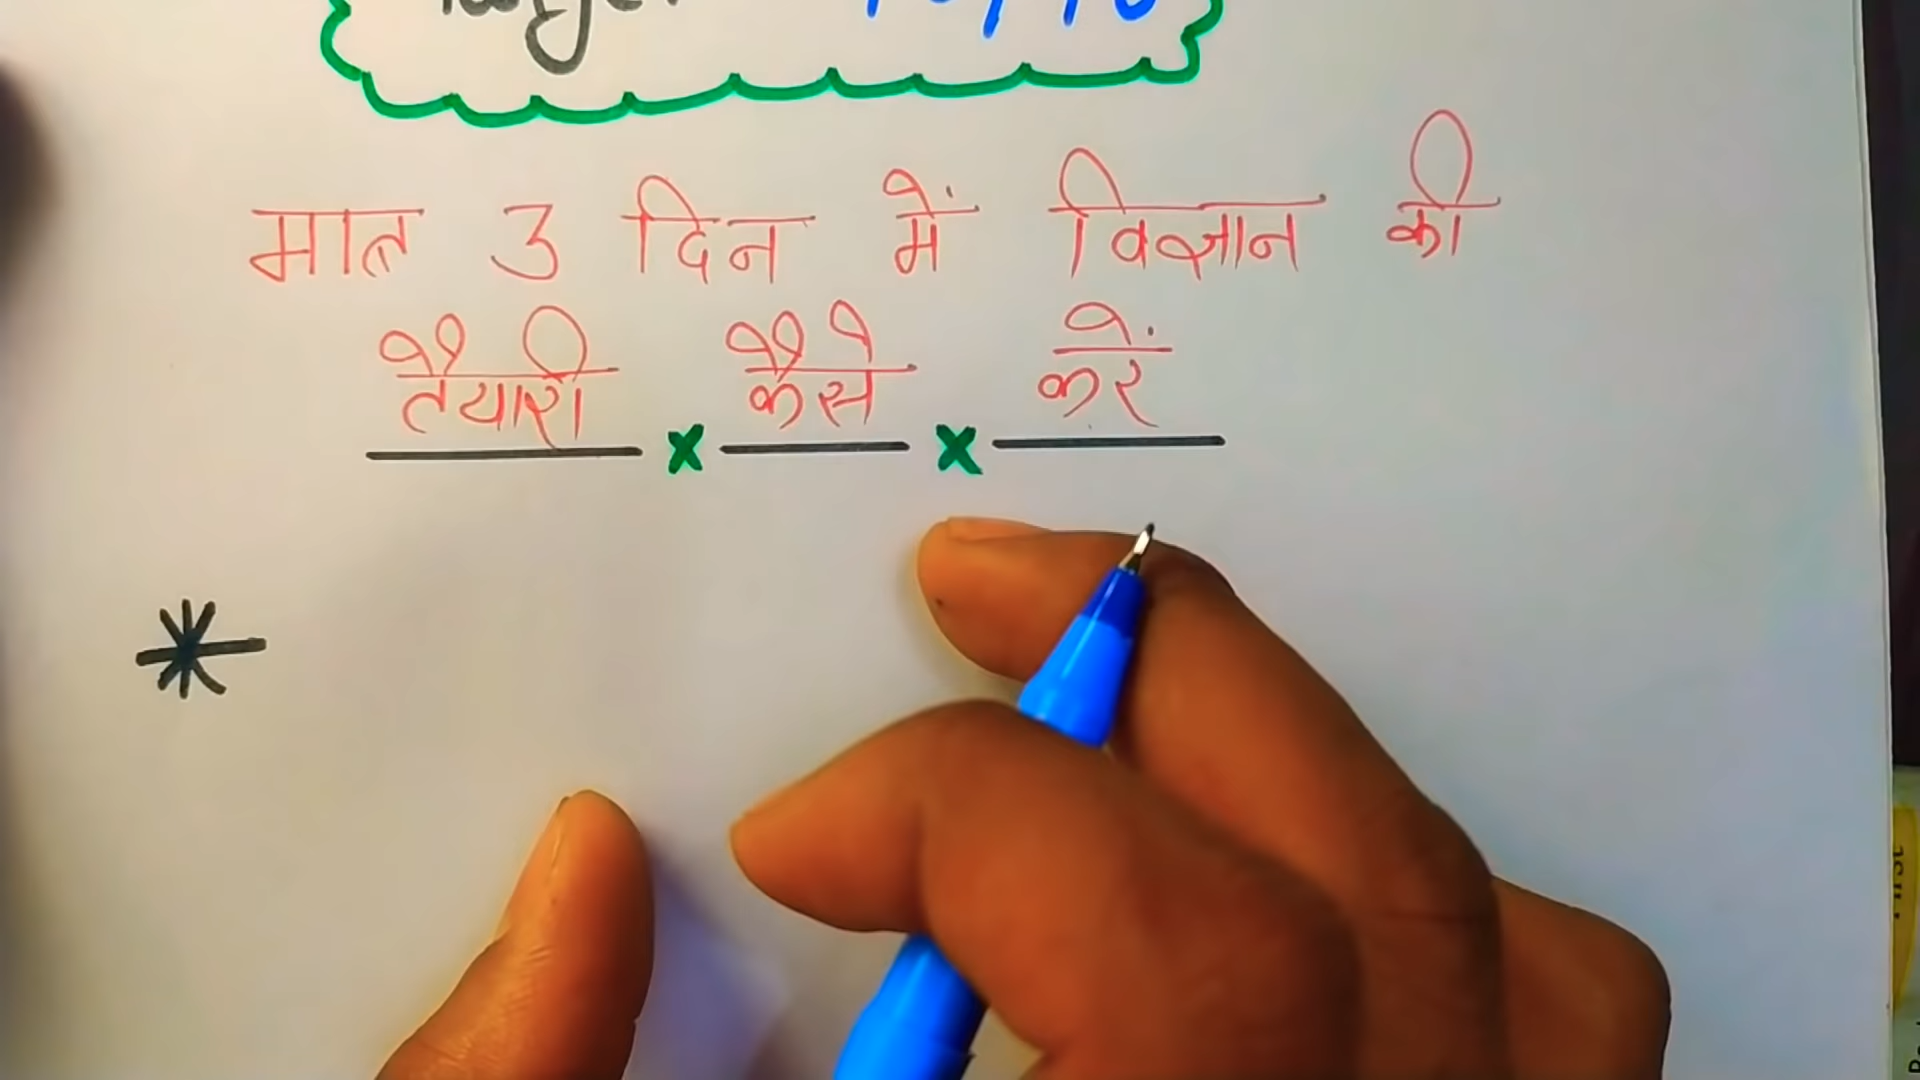 मात्र 3 दिन में विज्ञान की
तैयारी x कैसे x करें